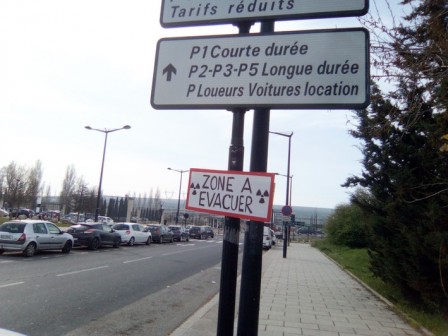 Tarifs réduits
P1 Courte durée
P2-P3-P5 Longue durée
P Loueurs Voitures location
ZONE A
EVACUER